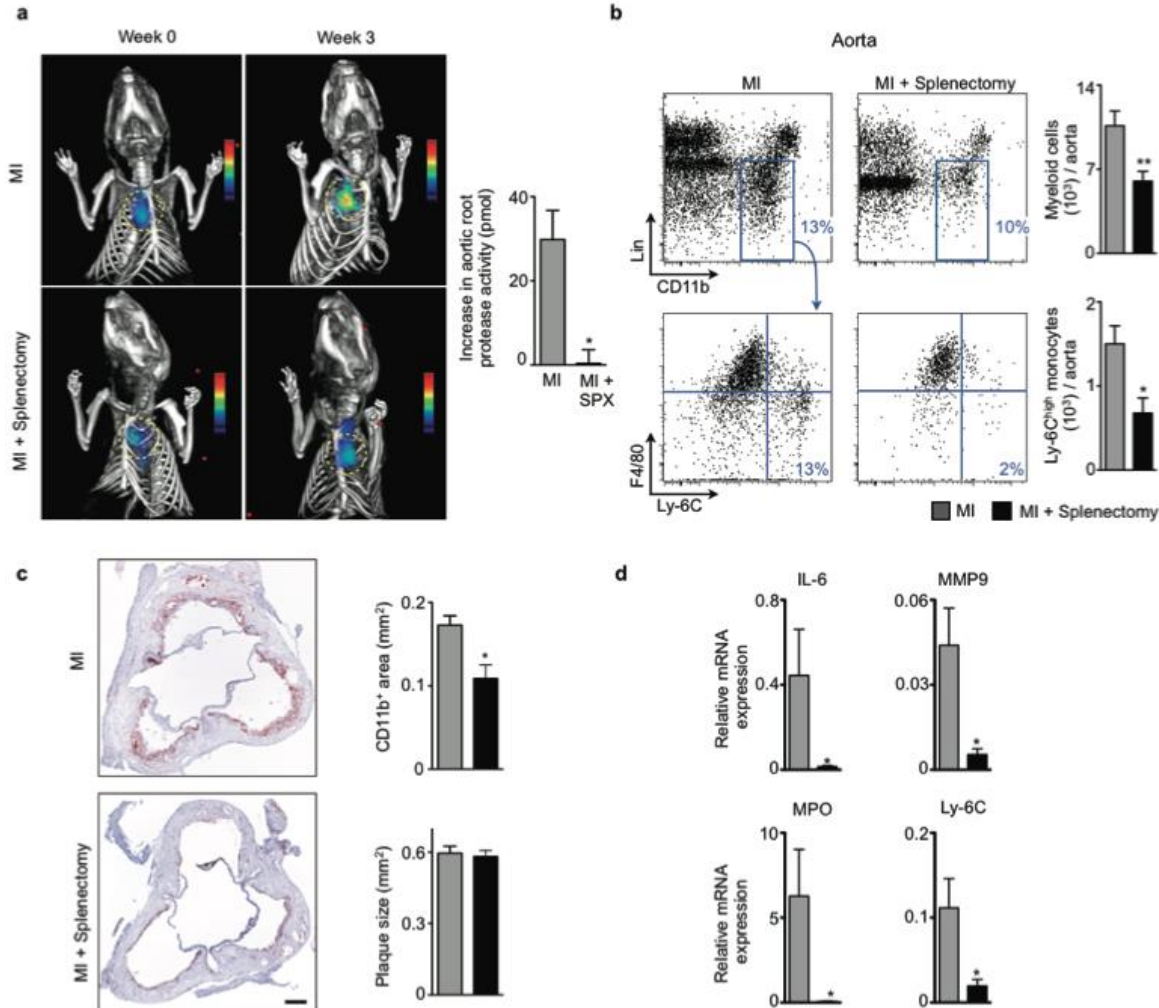 a
Week 0
Week 3
MI
MI + Splenectomy
Increase in aortic root
protease activity (pmol)
40
20
0
MI
MI +
SPX
*
b
Aorta
MI
MI + Splenectomy
Lin
CD11b
13%
10%
Myeloid cells
(10³) / aorta
14
7
0
**
F4/80
Ly-6C
13%
2%
Ly-6Cʰⁱᵍʰ monocytes
(10³) / aorta
2
1
0
*
MI
MI + Splenectomy
c
MI
MI + Splenectomy
CD11b⁺ area (mm²)
0.2
0.1
0
*
Plaque size (mm²)
0.6
0.3
0
d
IL-6
Relative mRNA
expression
0.8
0.4
0
*
MMP9
0.06
0.03
0
*
MPO
Relative mRNA
expression
10
5
0
*
Ly-6C
0.2
0.1
0
*